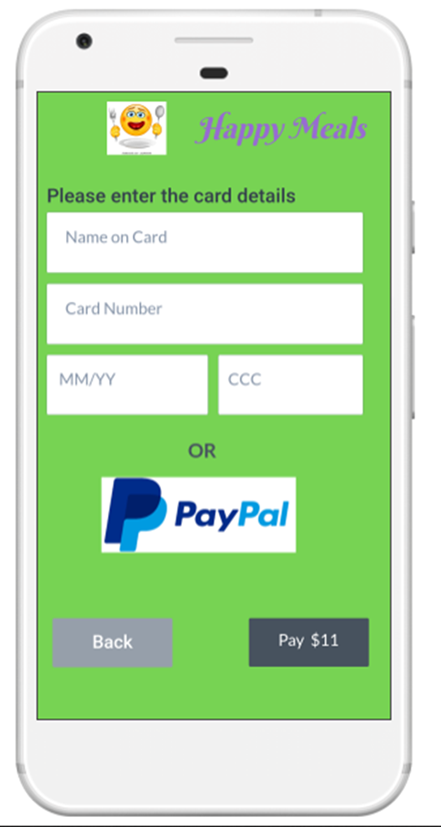 Happy Meals
Please enter the card details
Name on Card
Card Number
MM/YY CCC
OR
PayPal
Back Pay $11